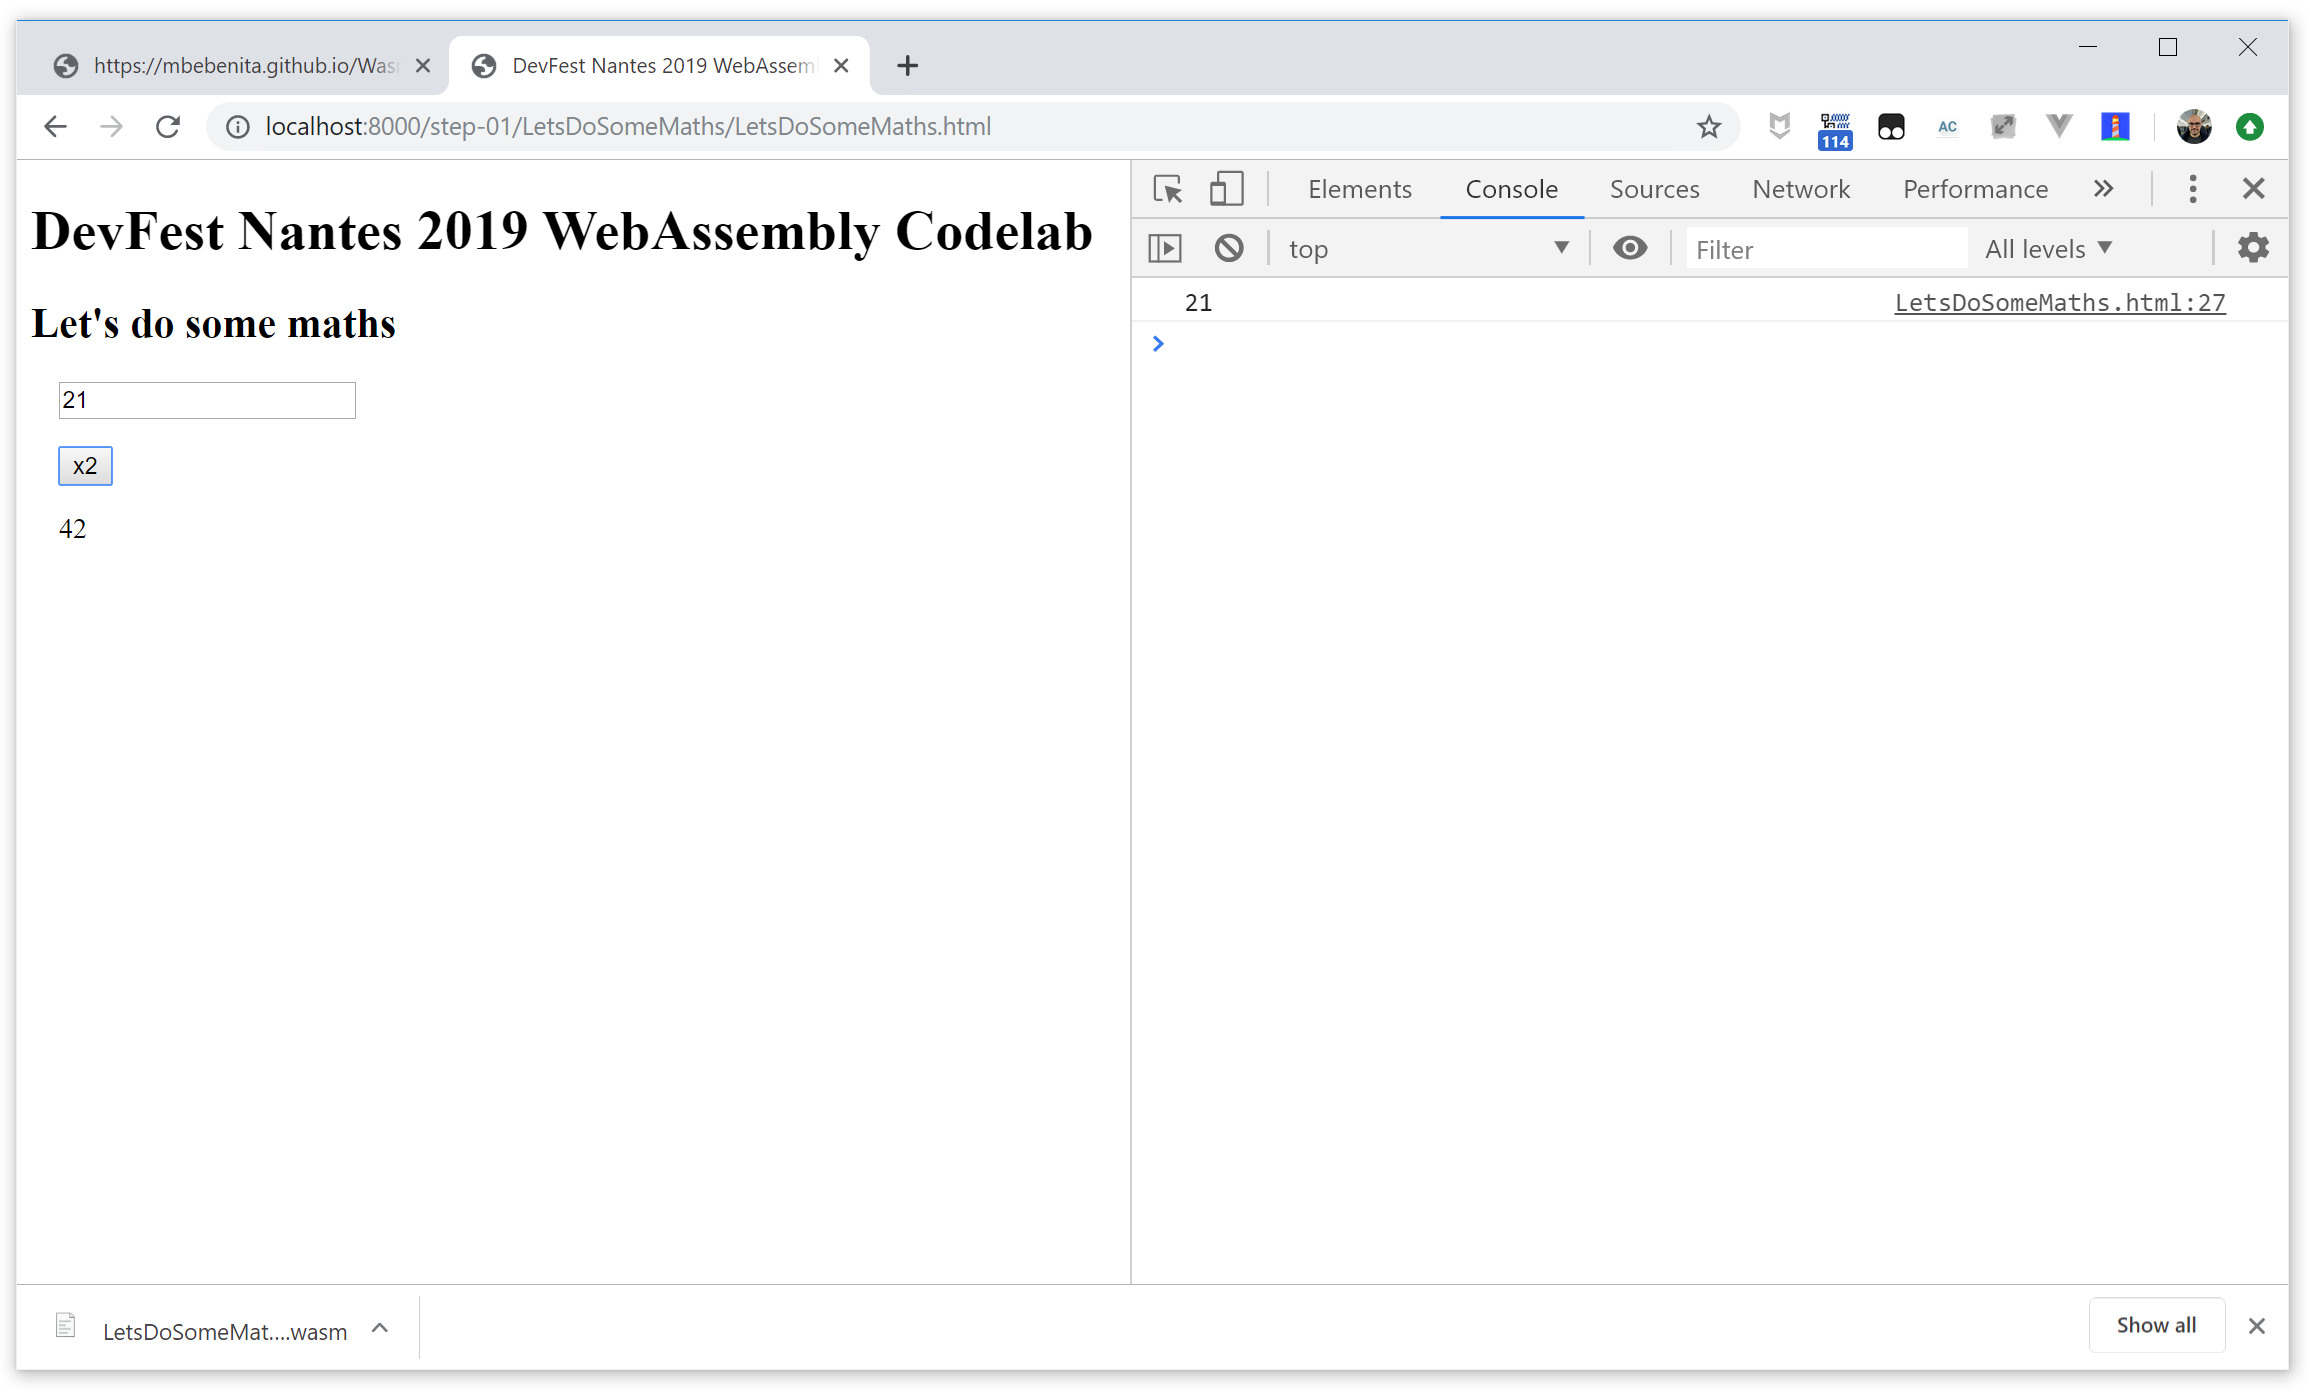 https://mbebenita.github.io/Was
DevFest Nantes 2019 WebAssem
localhost:8000/step-01/LetsDoSomeMaths/LetsDoSomeMaths.html
114
AC
DevFest Nantes 2019 WebAssembly Codelab
Let's do some maths
21
x2
42
Elements Console Sources Network Performance
top Filter All levels
21 LetsDoSomeMaths.html:27
LetsDoSomeMat....wasm
Show all